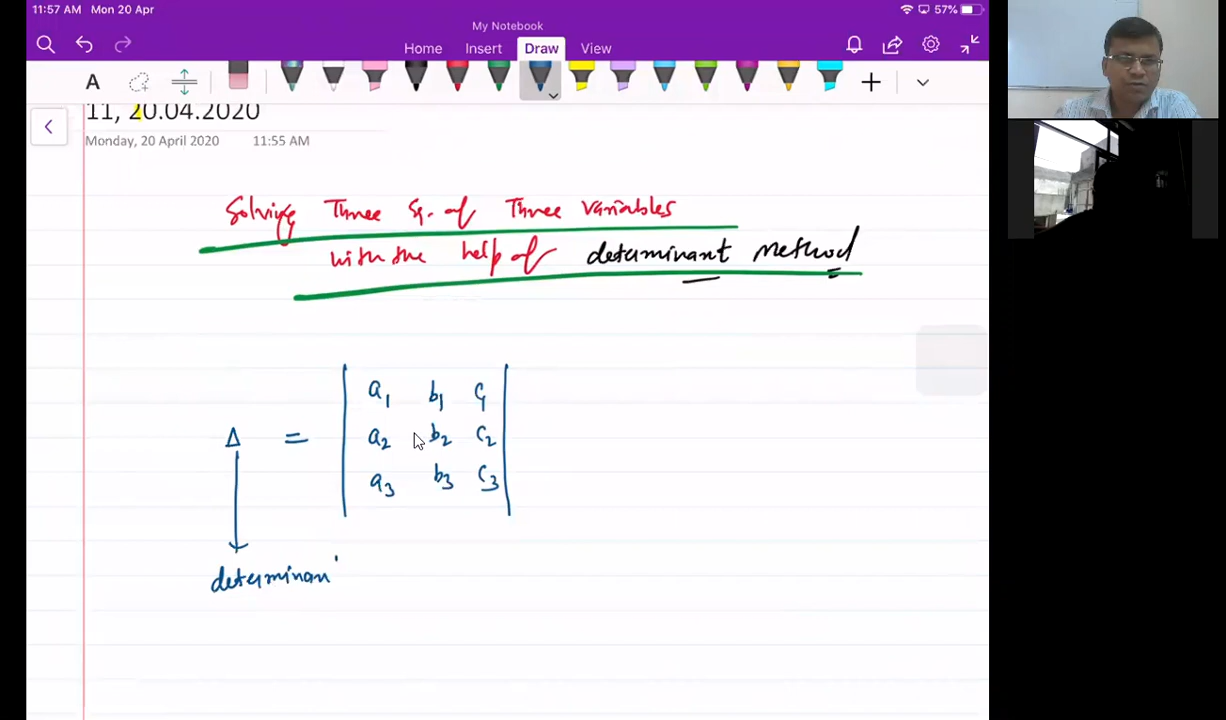 11:57 AM Mon 20 Apr
57%
My Notebook
Home Insert Draw View
A
11, 20.04.2020
Monday, 20 April 2020 11:55 AM
Solving Three Eq. of Three variables
with the help of determinant method
a1 b1 c1
Δ = a2 b2 c2
a3 b3 c3
determinan